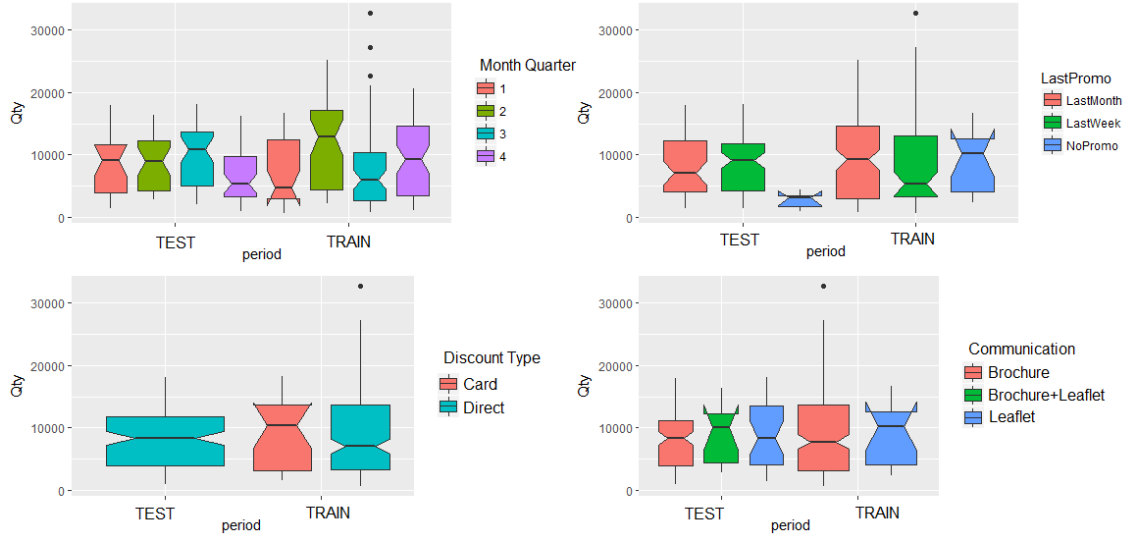 30000
20000
10000
0
Qty
TEST
TRAIN
period
Month Quarter
1
2
3
4
30000
20000
10000
0
Qty
TEST
TRAIN
period
LastPromo
LastMonth
LastWeek
NoPromo
30000
20000
10000
0
Qty
TEST
TRAIN
period
Discount Type
Card
Direct
30000
20000
10000
0
Qty
TEST
TRAIN
period
Communication
Brochure
Brochure+Leaflet
Leaflet